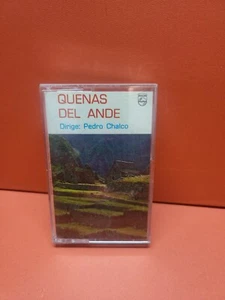 PHILIPS
QUENAS
DEL ANDE
Dirige: Pedro Chalco